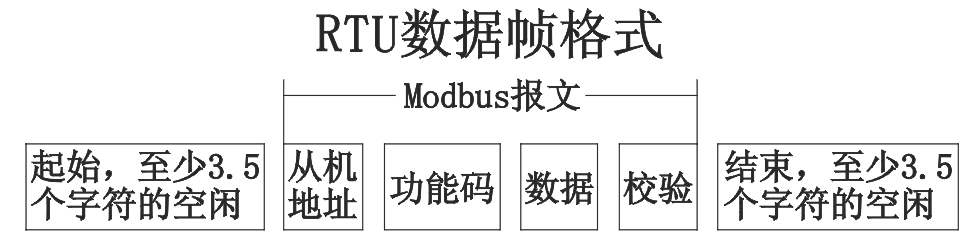 RTU数据帧格式
Modbus报文
起始，至少3.5
个字符的空闲
从机
地址
功能码
数据
校验
结束，至少3.5
个字符的空闲